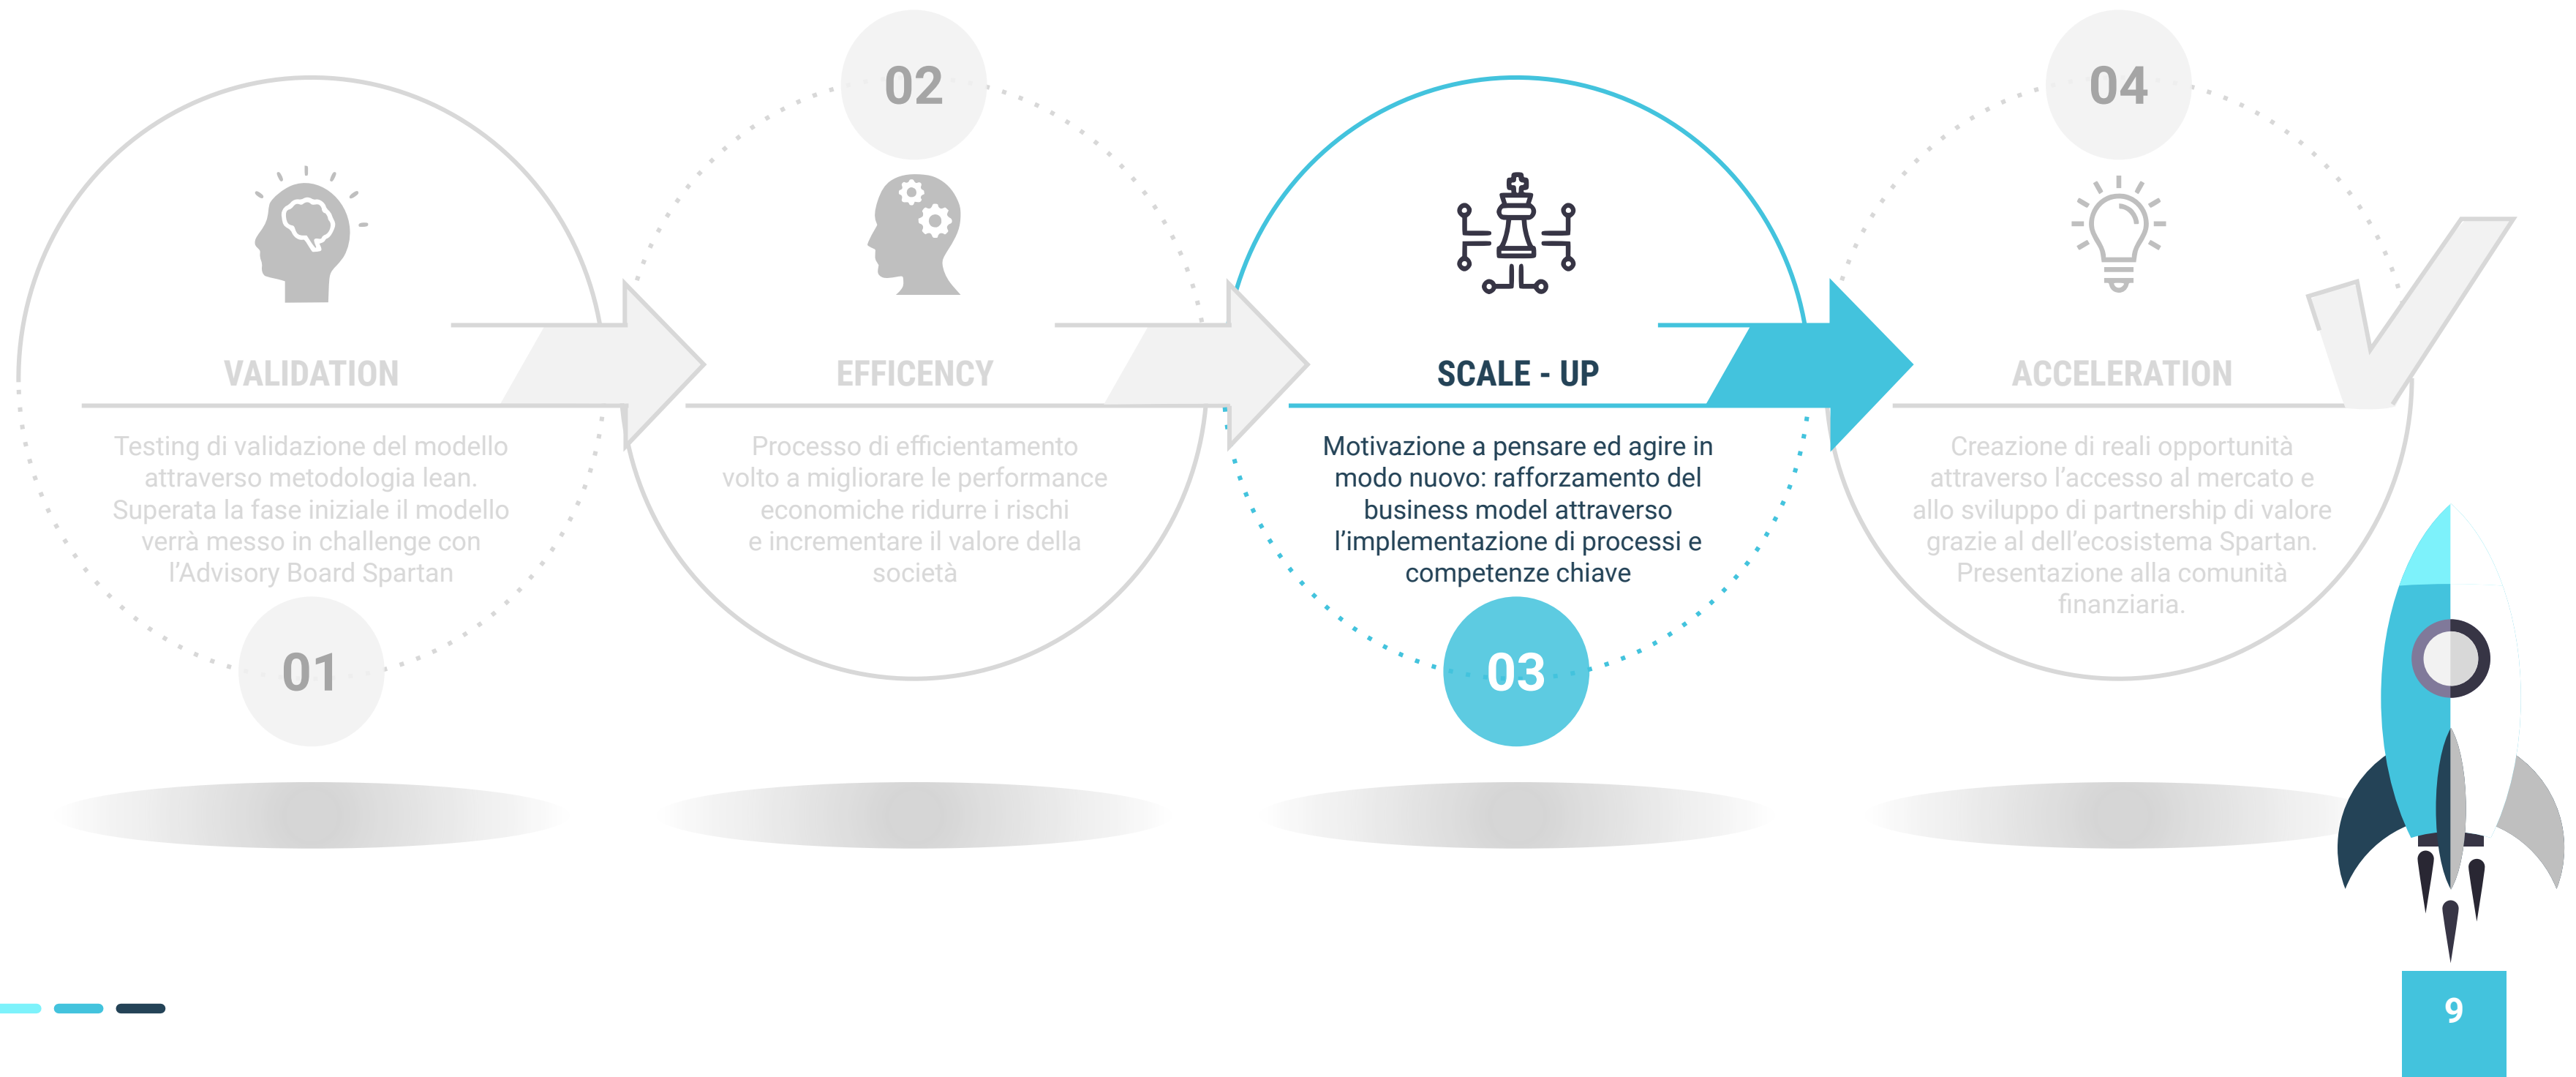 VALIDATION
Testing di validazione del modello
attraverso metodologia lean.
Superata la fase iniziale il modello
verrà messo in challenge con
l'Advisory Board Spartan
01
02
EFFICENCY
Processo di efficientamento
volto a migliorare le performance
economiche ridurre i rischi
e incrementare il valore della
società
SCALE - UP
Motivazione a pensare ed agire in
modo nuovo: rafforzamento del
business model attraverso
l'implementazione di processi e
competenze chiave
03
04
ACCELERATION
Creazione di reali opportunità
attraverso l'accesso al mercato e
allo sviluppo di partnership di valore
grazie al dell'ecosistema Spartan.
Presentazione alla comunità
finanziaria.
9